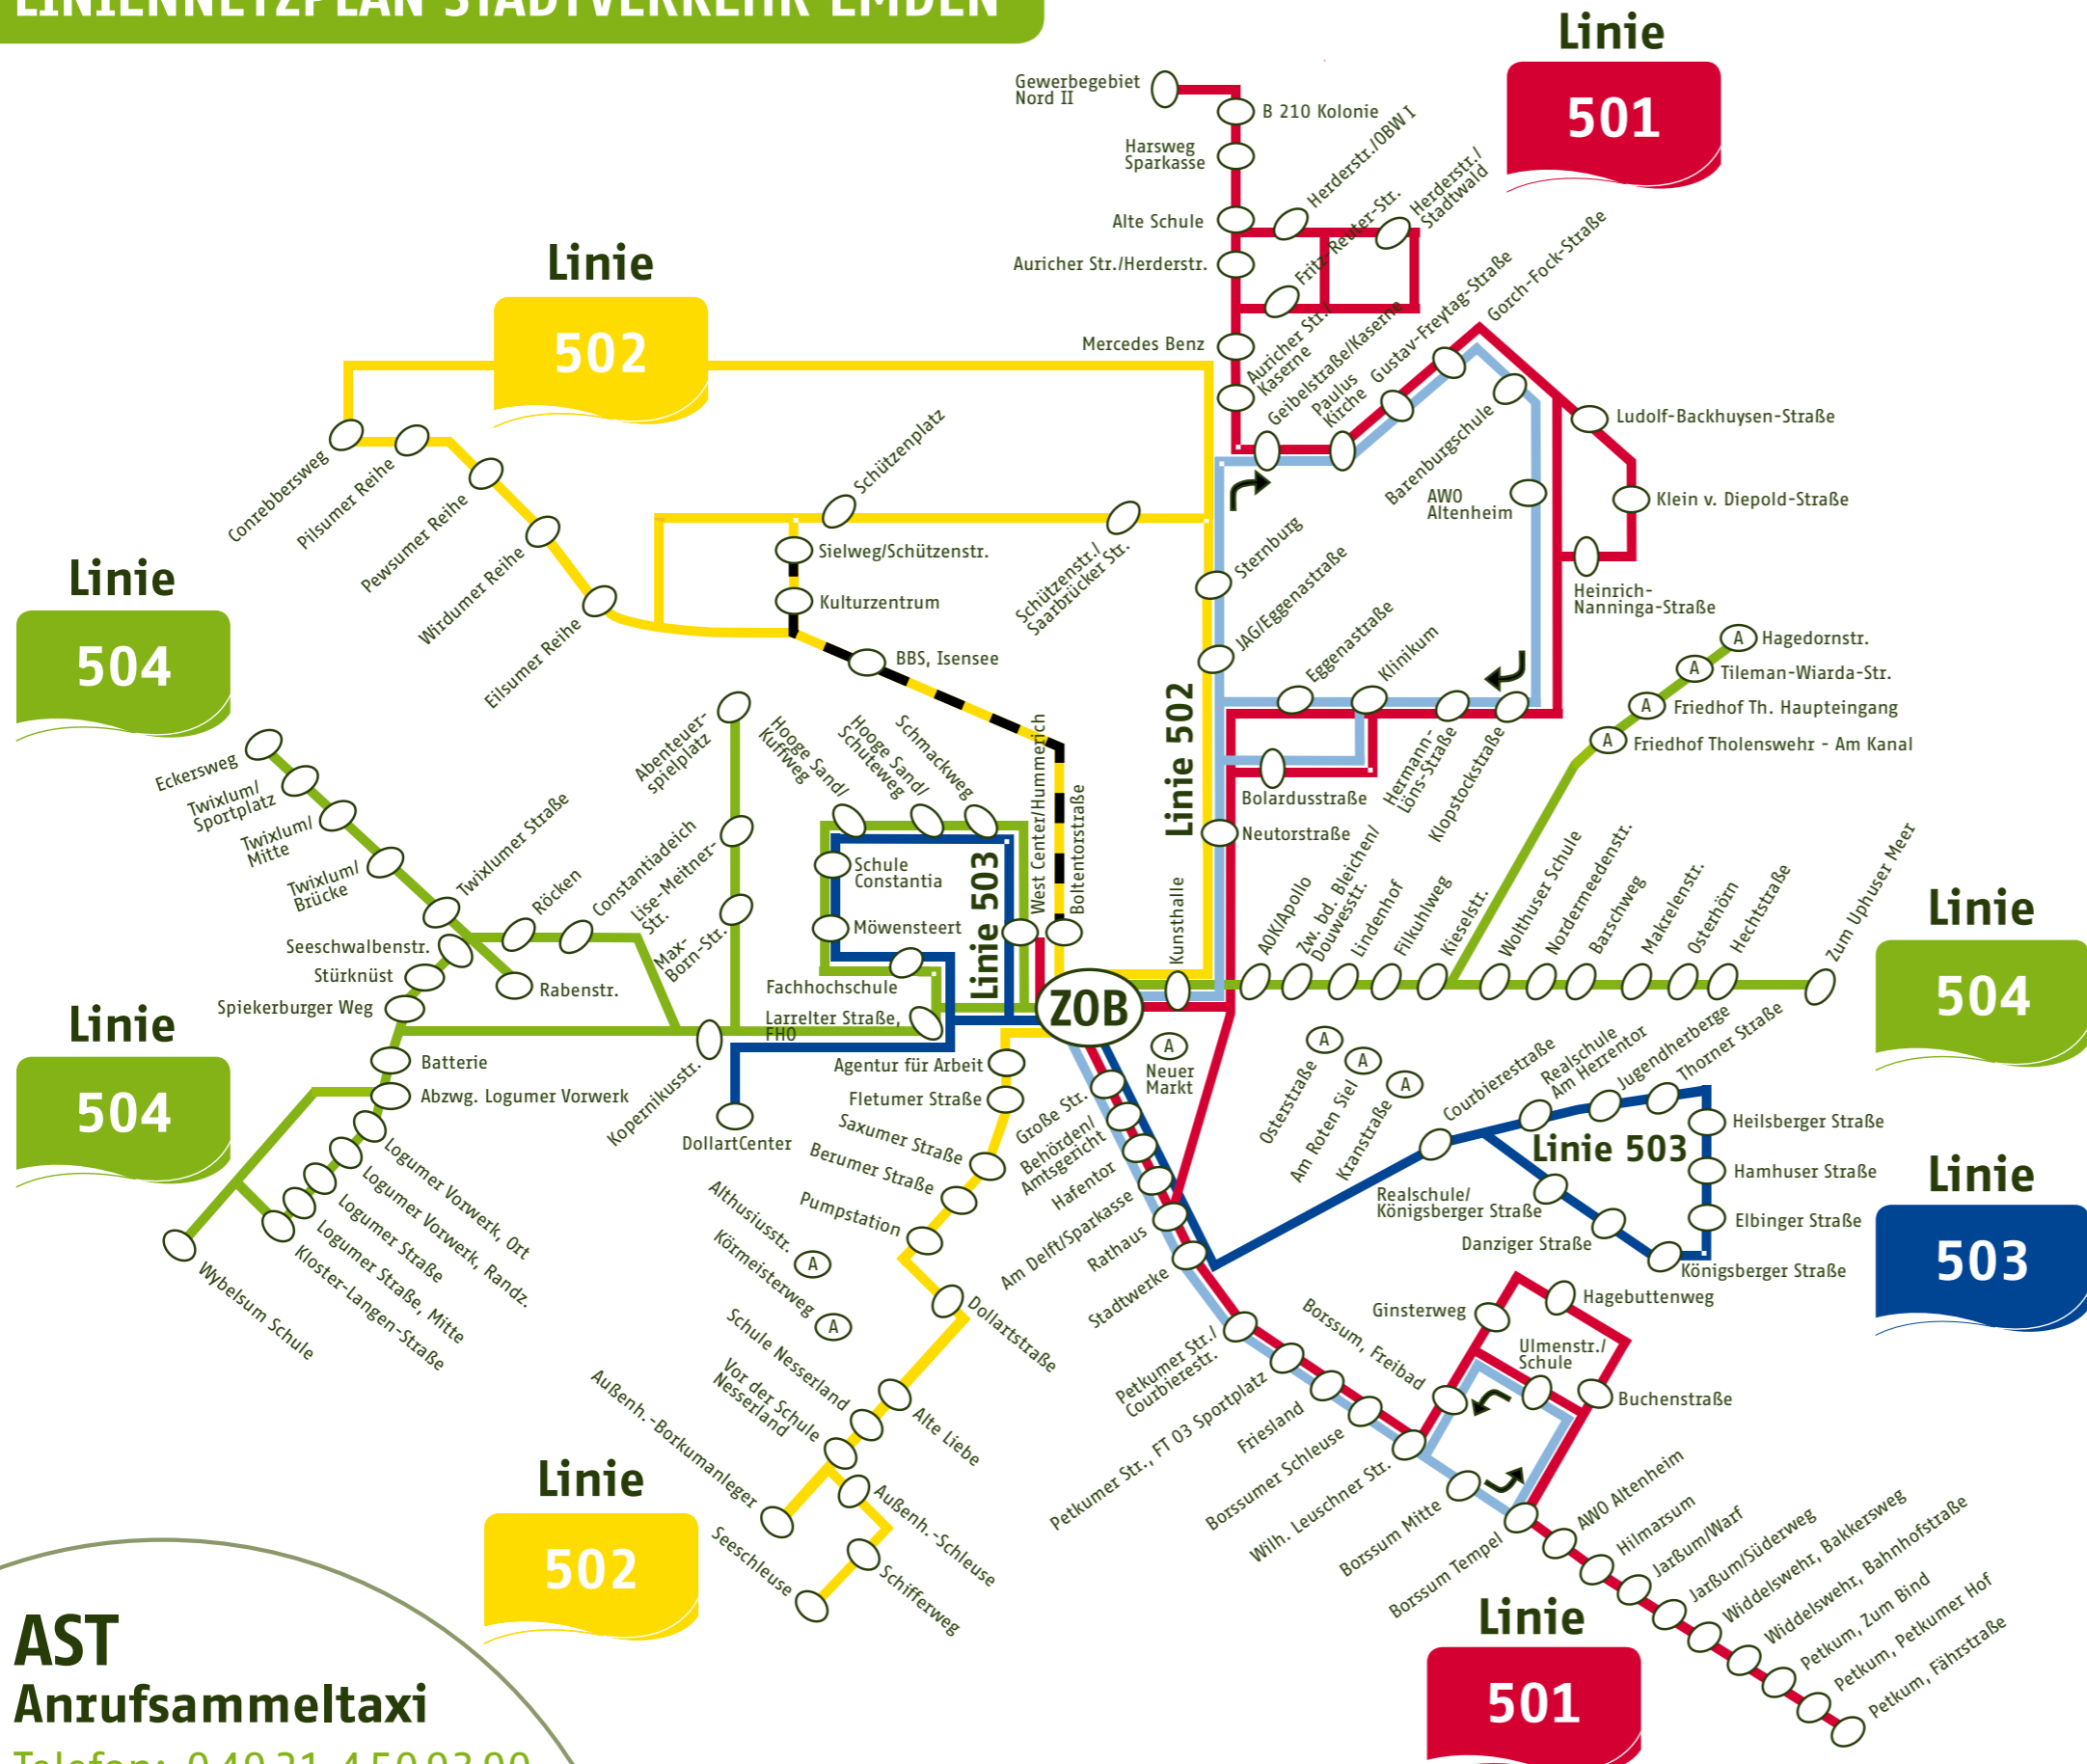 LINIENNETZPLAN STADTVERKEHR EMDEN
Linie
501
Gewerbegebiet
Nord II
B 210 Kolonie
Harsweg
Sparkasse
Herderstr./OBW I
Herderstr./
Stadtwald
Alte Schule
Fritz-Reuter-Str.
Auricher Str./Herderstr.
Mercedes Benz
Auricher Str./
Kaserne
Geibelstraße/Kaserne
Paulus
Kirche
Gustav-Freytag-Straße
Gorch-Fock-Straße
Barenburgschule
Ludolf-Backhuysen-Straße
AWO
Altenheim
Klein v. Diepold-Straße
Heinrich-
Nanninga-Straße
Linie
502
Conrebbersweg
Pilsumer Reihe
Pewsumer Reihe
Wirdumer Reihe
Eilsumer Reihe
Schützenplatz
Sielweg/Schützenstr.
Kulturzentrum
BBS, Isensee
Schützenstr./
Saarbrücker Str.
Sternburg
JAG/Eggenastraße
Eggenastraße
Klinikum
Hermann-
Löns-Straße
Klopstockstraße
Bolardusstraße
Neutorstraße
Linie 502
Kunsthalle
Hagedornstr.
A
Tileman-Wiarda-Str.
A
Friedhof Th. Haupteingang
A
Friedhof Tholenswehr - Am Kanal
A
Linie
504
Eckersweg
Twixlum/
Sportplatz
Twixlum/
Mitte
Twixlum/
Brücke
Twixlumer Straße
Röcken
Constantiadeich
Seeschwalbenstr.
Stürknüst
Spiekerburger Weg
Rabenstr.
Abenteuer-
spielplatz
Lise-Meitner-
Str.
Max-
Born-Str.
Hooge Sand/
Kuffweg
Hooge Sand/
Schuteweg
Schmackweg
Schule
Constantia
Möwensteert
Fachhochschule
Larrelter Straße,
FHO
Linie 503
West Center/Hummerich
Boltentorstraße
ZOB
AOK/Apollo
Zw. bd. Bleichen/
Douwesstr.
Lindenhof
Filkuhlweg
Kieselstr.
Wolthuser Schule
Nordermeedenstr.
Barschweg
Makrelenstr.
Osterhörn
Hechtstraße
Zum Uphuser Meer
Linie
504
Linie
504
Batterie
Abzwg. Logumer Vorwerk
Logumer Vorwerk, Ort
Logumer Vorwerk, Randz.
Logumer Straße
Logumer Straße, Mitte
Kloster-Langen-Straße
Wybelsum Schule
Kopernikusstr.
DollartCenter
Agentur für Arbeit
Fletumer Straße
Saxumer Straße
Berumer Straße
Pumpstation
Althusiusstr.
A
Körmeisterweg
A
Dollartstraße
Schule Nesserland
Vor der Schule
Nesserland
Alte Liebe
Außenh.-Borkumanleger
Außenh.-Schleuse
Seeschleuse
Schifferweg
Linie
502
A
Neuer
Markt
A
Osterstraße
A
Am Roten Siel
A
Kranstraße
Große Str.
Behörden/
Amtsgericht
Hafentor
Am Delft/Sparkasse
Rathaus
Stadtwerke
Petkumer Str./
Courbierestr.
Petkumer Str., FT 03 Sportplatz
Friesland
Borssumer Schleuse
Wilh. Leuschner Str.
Borssum Mitte
Borssum Tempel
Courbierestraße
Realschule
Am Herrentor
Jugendherberge
Thorner Straße
Linie 503
Heilsberger Straße
Hamhuser Straße
Elbinger Straße
Realschule/
Königsberger Straße
Danziger Straße
Königsberger Straße
Linie
503
Borssum, Freibad
Ginsterweg
Hagebuttenweg
Ulmenstr./
Schule
Buchenstraße
AWO Altenheim
Hilmarsum
Jarßum/Warf
Jarßum/Süderweg
Widdelswehr, Bakkersweg
Widdelswehr, Bahnhofstraße
Petkum, Zum Bind
Petkum, Petkumer Hof
Petkum, Fährstraße
Linie
501
AST
Anrufsammeltaxi
Telefon: 04921-4509390